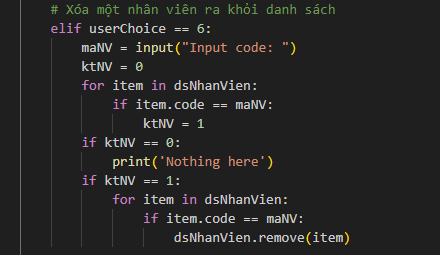 # Xóa một nhân viên ra khỏi danh sách
elif userChoice == 6:
    maNV = input("Input code: ")
    ktNV = 0
    for item in dsNhanVien:
        if item.code == maNV:
            ktNV = 1
    if ktNV == 0:
        print('Nothing here')
    if ktNV == 1:
        for item in dsNhanVien:
            if item.code == maNV:
                dsNhanVien.remove(item)